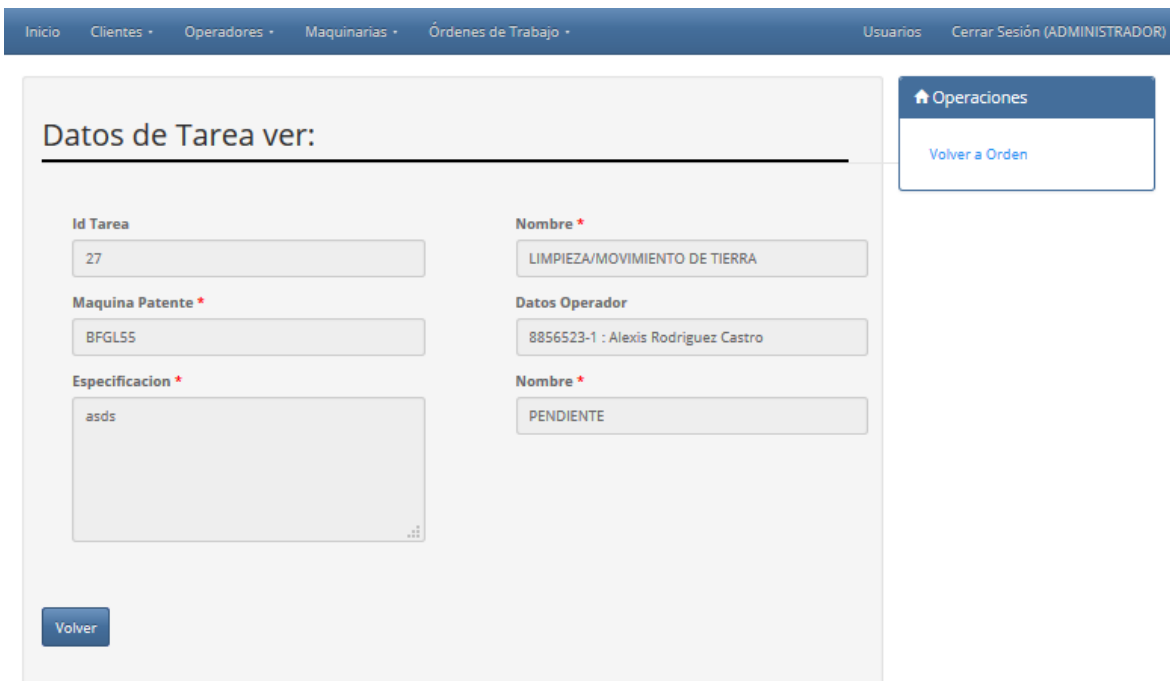 Inicio Clientes Operadores Maquinarias Órdenes de Trabajo Usuarios Cerrar Sesión (ADMINISTRADOR)
Operaciones
Volver a Orden
Datos de Tarea ver:
Id Tarea
27
Nombre *
LIMPIEZA/MOVIMIENTO DE TIERRA
Maquina Patente *
BFGL55
Datos Operador
8856523-1 : Alexis Rodriguez Castro
Especificacion *
asds
Nombre *
PENDIENTE
Volver